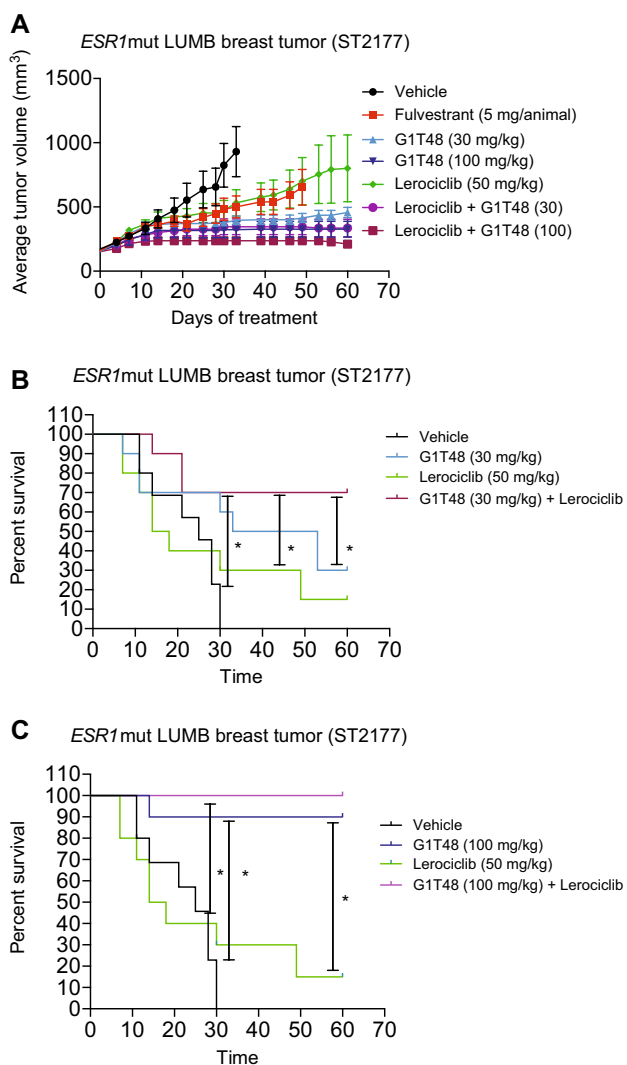 A
ESR1mut LUMB breast tumor (ST2177)
Average tumor volume (mm³)
1500
1000
500
0
0 10 20 30 40 50 60 70
Days of treatment
Vehicle
Fulvestrant (5 mg/animal)
G1T48 (30 mg/kg)
G1T48 (100 mg/kg)
Lerociclib (50 mg/kg)
Lerociclib + G1T48 (30)
Lerociclib + G1T48 (100)
B
ESR1mut LUMB breast tumor (ST2177)
Percent survival
110
100
90
80
70
60
50
40
30
20
10
0
0 10 20 30 40 50 60 70
Time
* * *
Vehicle
G1T48 (30 mg/kg)
Lerociclib (50 mg/kg)
G1T48 (30 mg/kg) + Lerociclib
C
ESR1mut LUMB breast tumor (ST2177)
Percent survival
110
100
90
80
70
60
50
40
30
20
10
0
0 10 20 30 40 50 60 70
Time
* * *
Vehicle
G1T48 (100 mg/kg)
Lerociclib (50 mg/kg)
G1T48 (100 mg/kg) + Lerociclib